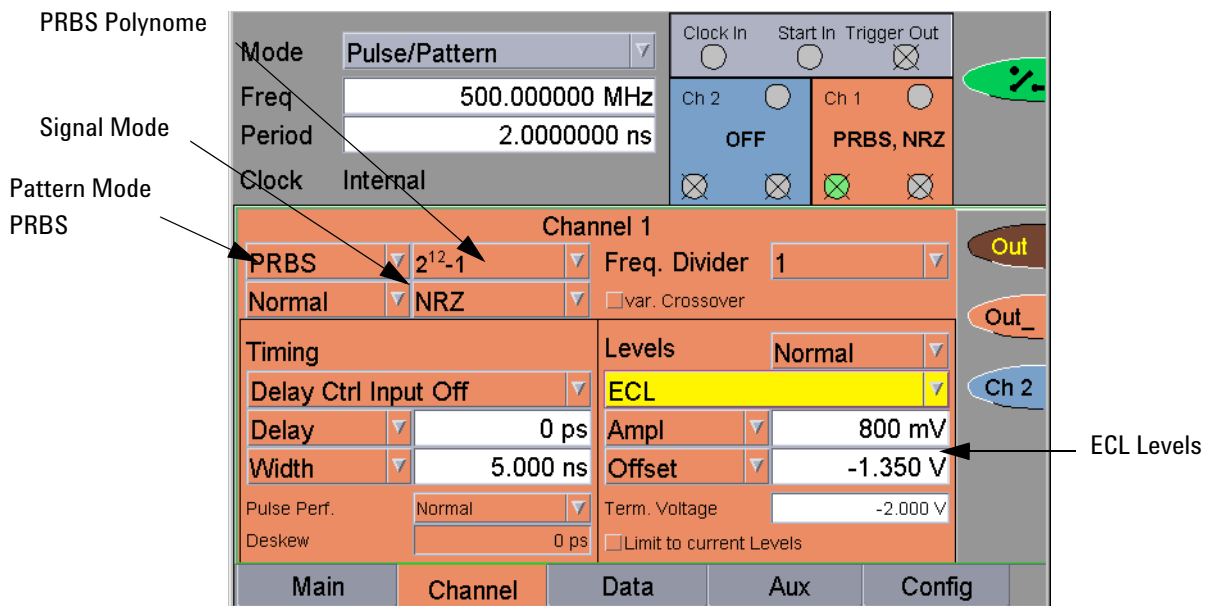 PRBS Polynome
Signal Mode
Pattern Mode
PRBS
ECL Levels
Mode Pulse/Pattern
Freq 500.000000 MHz
Period 2.0000000 ns
Clock Internal
Clock In Start In Trigger Out
Ch 2 Ch 1
OFF PRBS, NRZ
Channel 1
PRBS 2¹²-1 Freq. Divider 1
Normal NRZ var. Crossover
Timing
Delay Ctrl Input Off
Delay 0 ps
Width 5.000 ns
Pulse Perf. Normal
Deskew 0 ps
Levels Normal
ECL
Ampl 800 mV
Offset -1.350 V
Term. Voltage -2.000 V
Limit to current Levels
Out
Out_
Ch 2
Main Channel Data Aux Config